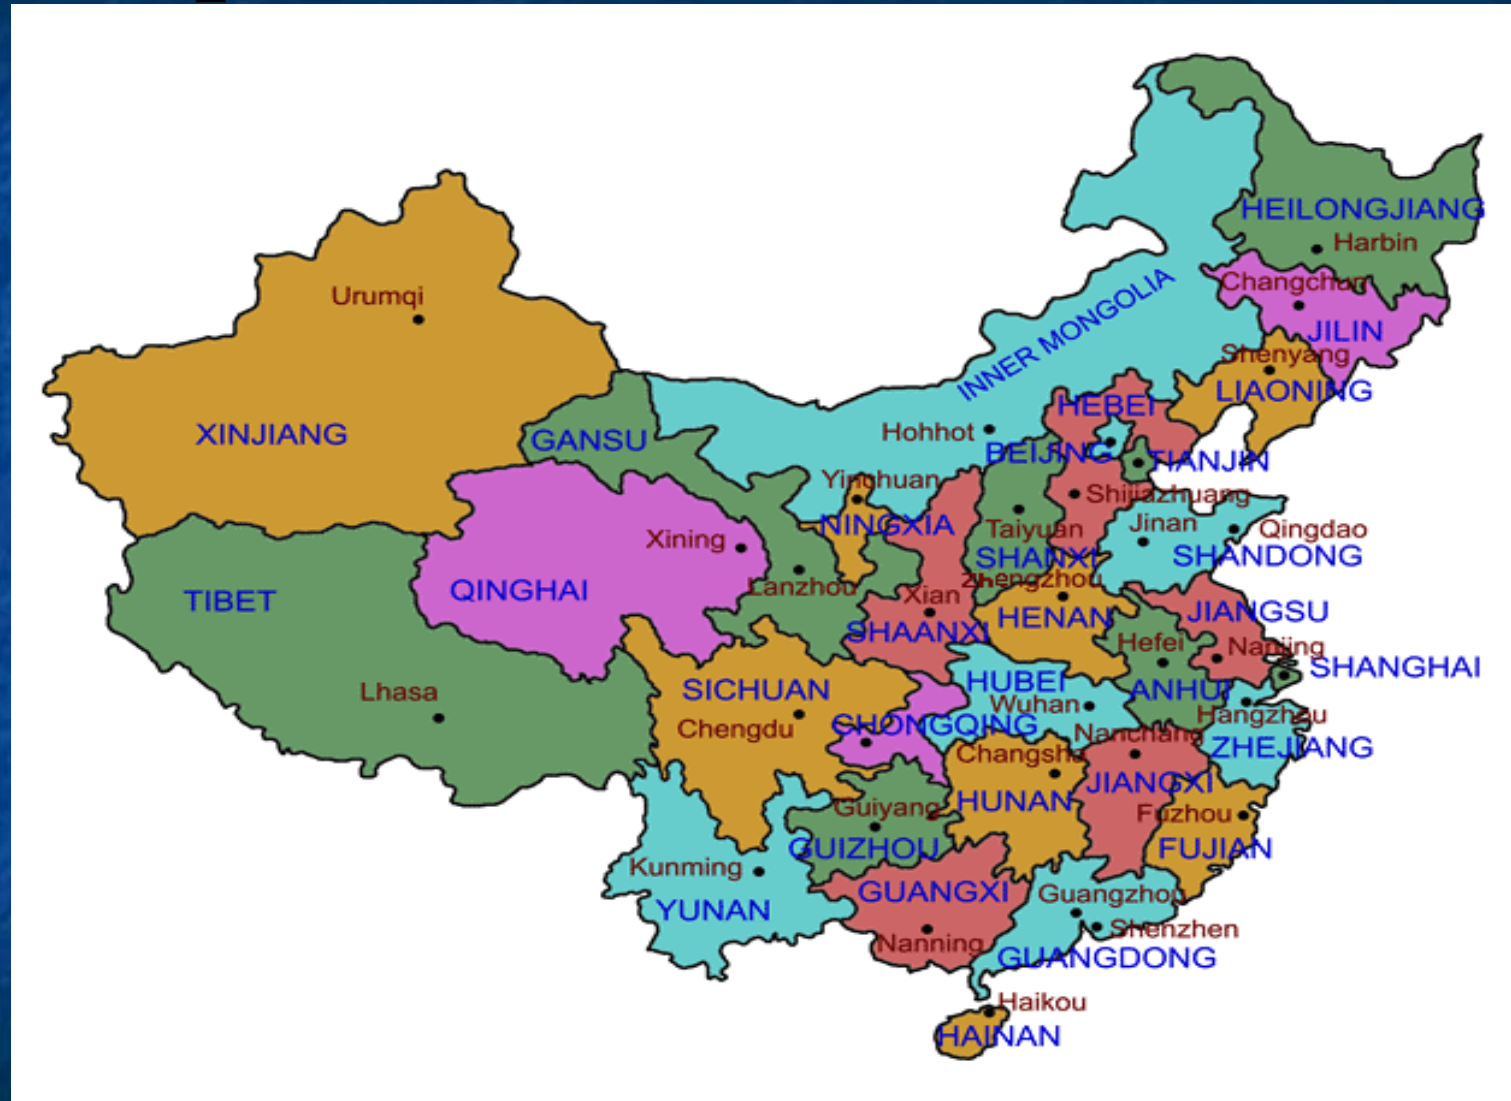 HEILONGJIANG
Harbin
Changchun
JILIN
Urumqi
INNER MONGOLIA
Shenyang
LIAONING
HEBEI
XINJIANG
GANSU
Hohhot
BEIJING
TIANJIN
Yinchuan
Shijiazhuang
NINGXIA
Taiyuan
Jinan
Qingdao
Xining
SHANXI
SHANDONG
Zhengzhou
Lanzhou
QINGHAI
TIBET
Xian
HENAN
JIANGSU
SHAANXI
Hefei
Nanjing
SHANGHAI
Lhasa
SICHUAN
HUBEI
ANHUI
Wuhan
Hangzhou
Chengdu
CHONGQING
Nanchang
ZHEJIANG
Changsha
JIANGXI
HUNAN
Guiyang
Fuzhou
GUIZHOU
FUJIAN
Kunming
GUANGXI
Guangzhou
YUNAN
Shenzhen
Nanning
GUANGDONG
Haikou
HAINAN